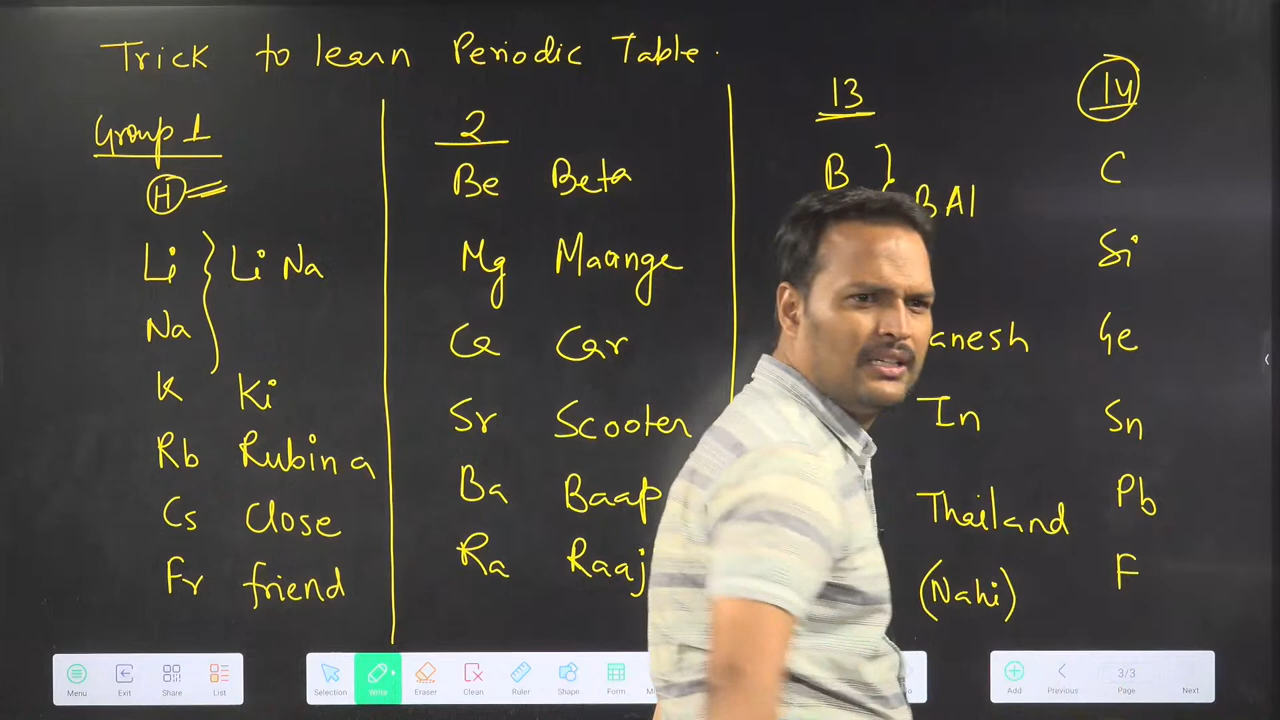 Trick to learn Periodic Table.
Group 1
H
Li
Na
Li Na
K Ki
Rb Rubina
Cs Close
Fr friend
2
Be Beta
Mg Maange
Ca Car
Sr Scooter
Ba Baap
Ra Raaj
13
B
BAl
anesh
In
Thailand
(Nahi)
14
C
Si
Ge
Sn
Pb
F
Menu
Exit
Share
List
Selection
Write
Eraser
Clean
Ruler
Shape
Form
Add
Previous
3/3
Page
Next